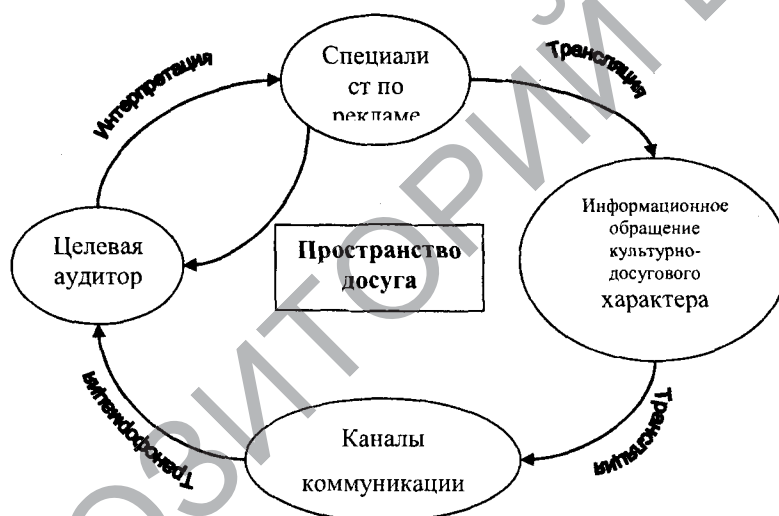 Специали
ст по
рекламе
Трансляция
Интерпретация
Информационное
обращение
культурно-
досугового
характера
Целевая
аудитор
Пространство
досуга
Трансляция
Трансформация
Каналы
коммуникации
ОЗИТОРИЙ Б